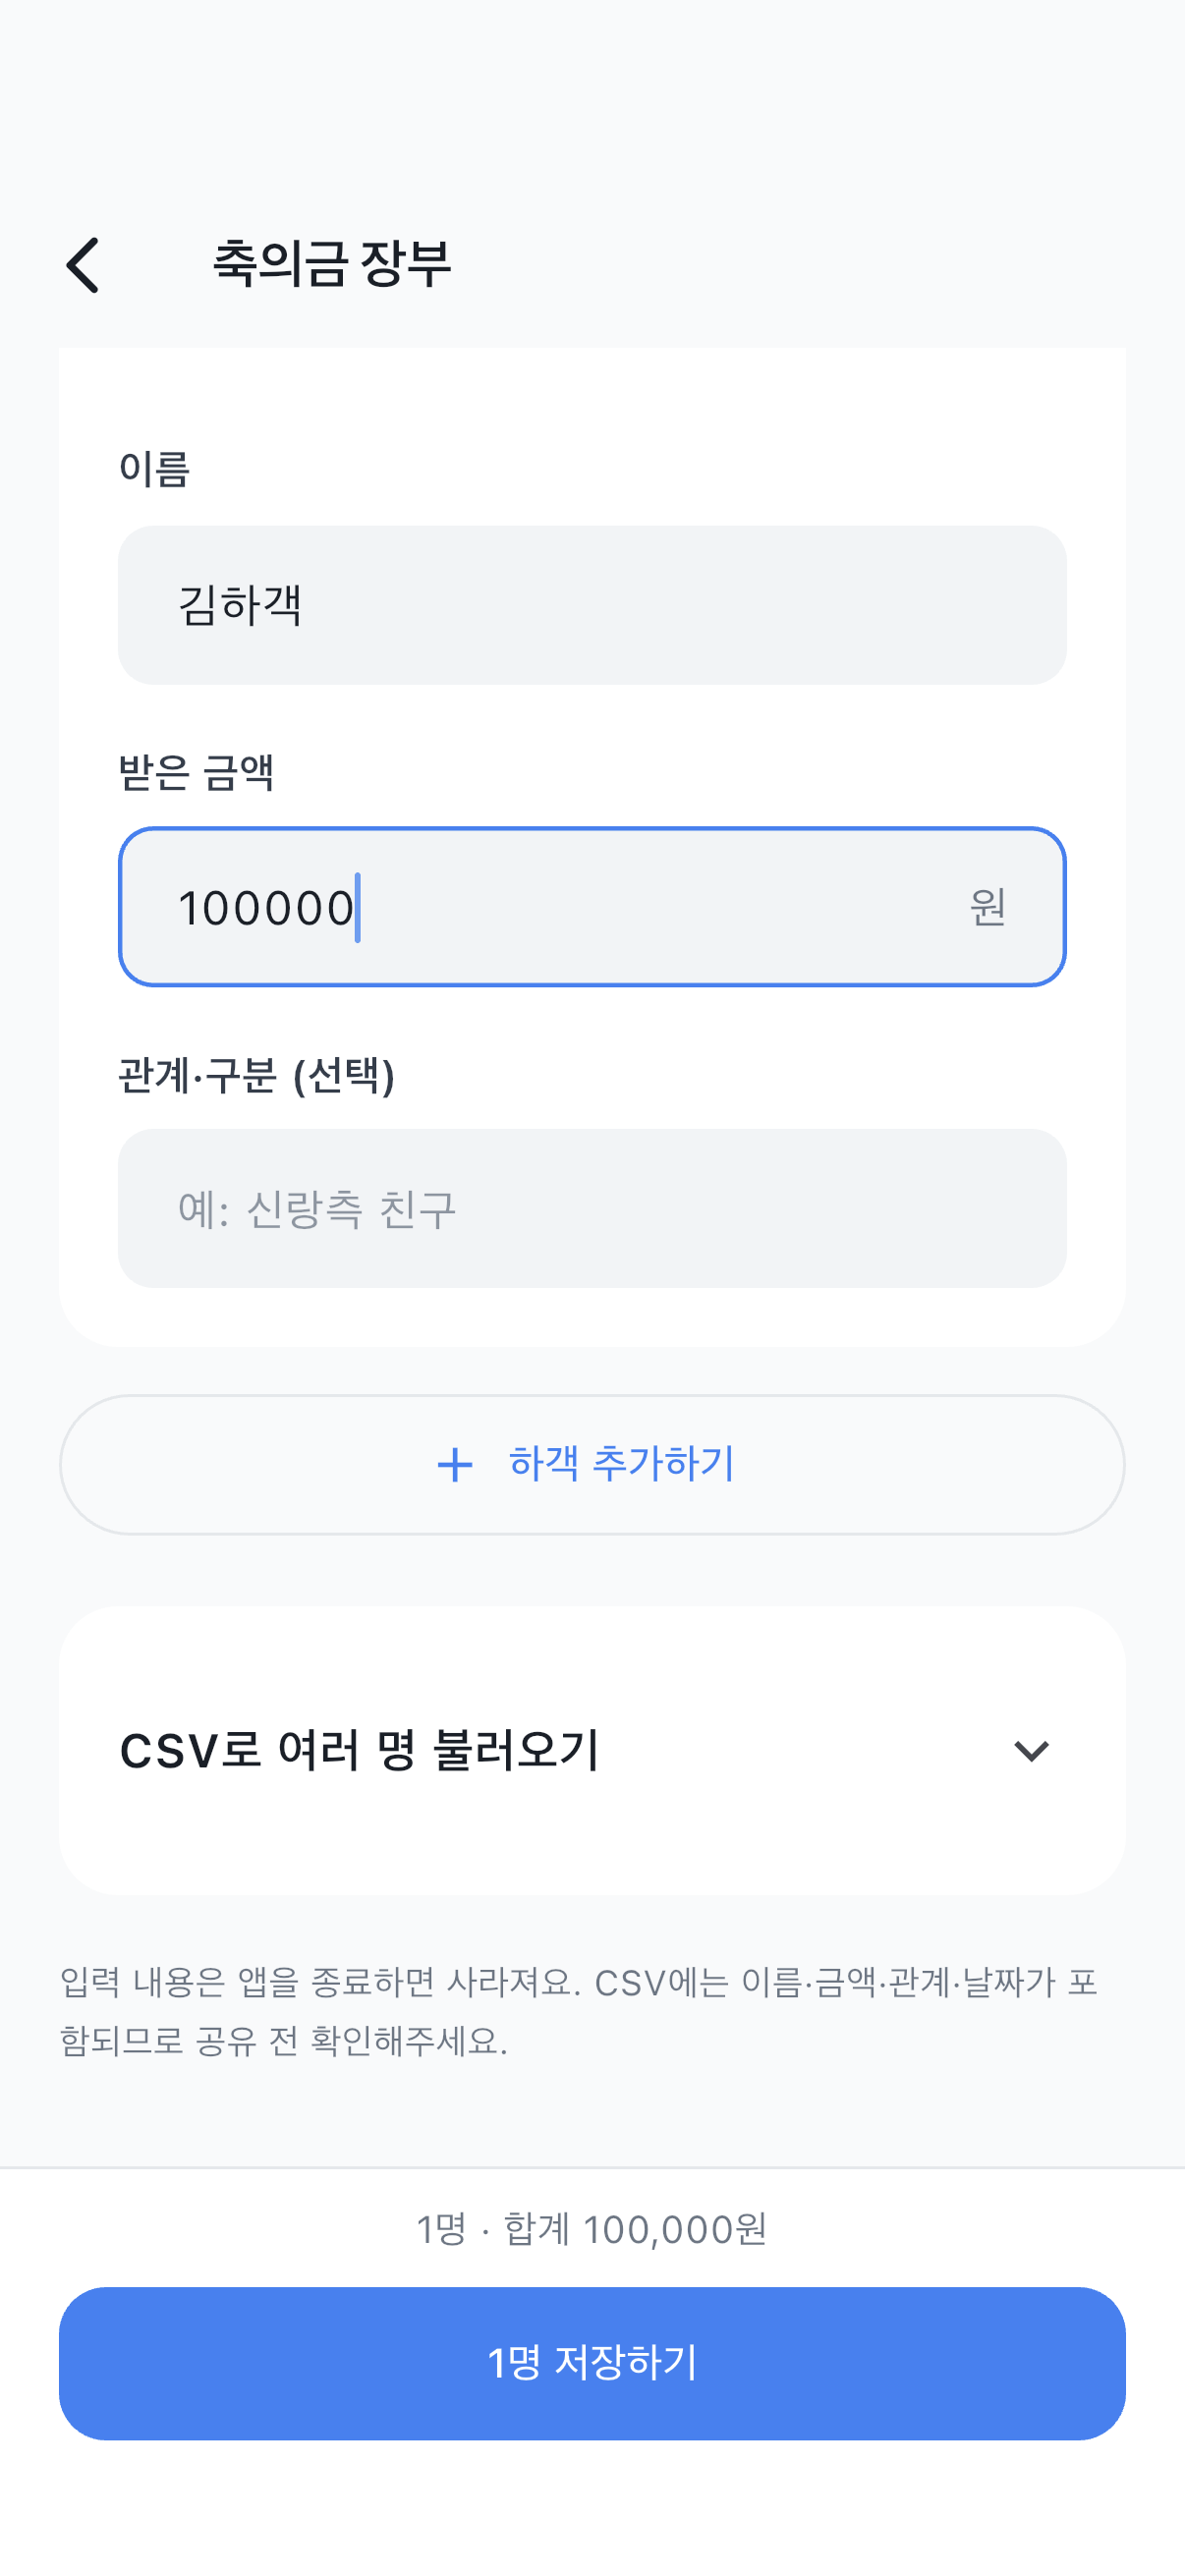 축의금 장부
이름
김하객
받은 금액
100000 원
관계·구분 (선택)
예: 신랑측 친구
+ 하객 추가하기
CSV로 여러 명 불러오기
입력 내용은 앱을 종료하면 사라져요. CSV에는 이름·금액·관계·날짜가 포
함되므로 공유 전 확인해주세요.
1명 · 합계 100,000원
1명 저장하기